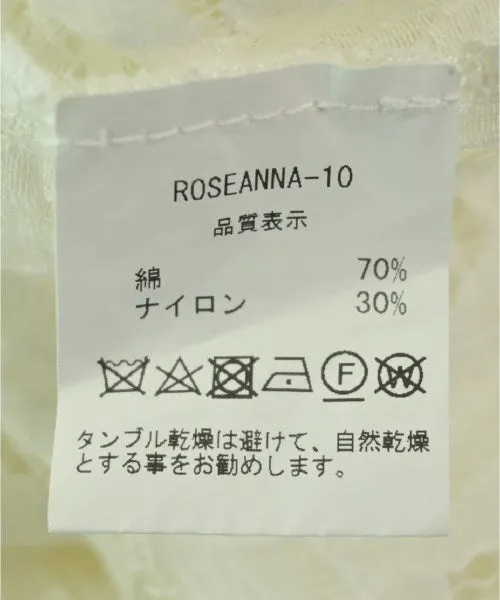 ROSEANNA-10
品質表示
綿 70%
ナイロン 30%
F W
タンブル乾燥は避けて、自然乾燥
とする事をお勧めします。